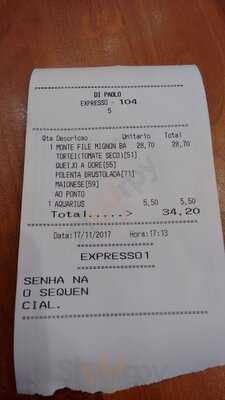 DI PAOLO
EXPRESSO - 104
5
Qta Descricao Unitario Total
1 MONTE FILE MIGNON BA 28,70 28,70
TORTEI(TOMATE SECO)[51]
QUEIJO A DORE[55]
POLENTA BRUSTOLADA[71]
MAIONESE[59]
AO PONTO
1 AQUARIUS 5,50 5,50
Total.....> 34,20
Data:17/11/2017 Hora:17:13
EXPRESSO1
SENHA NA
O SEQUEN
CIAL.